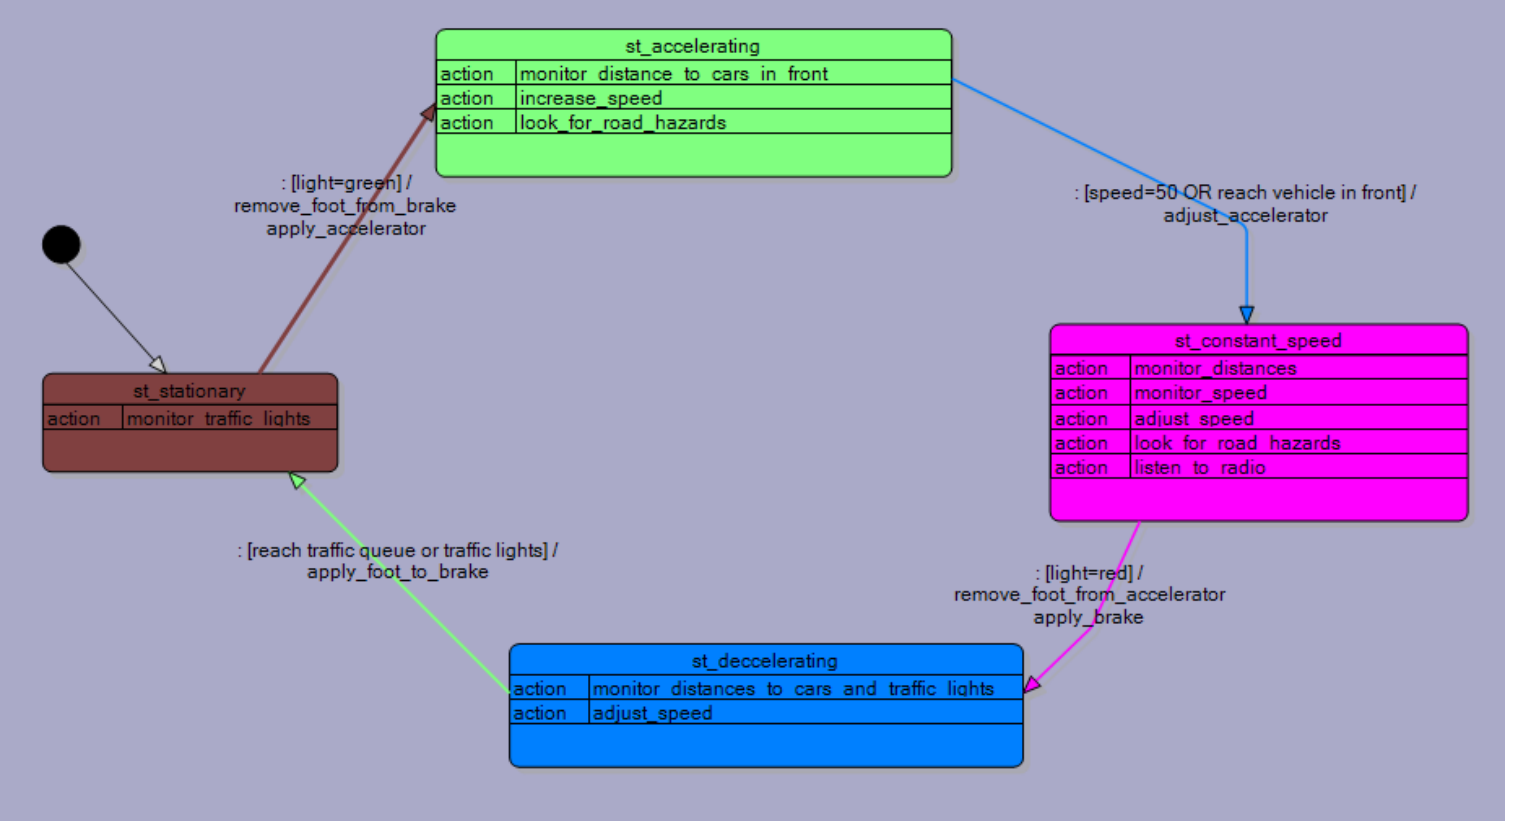 st_accelerating
action monitor_distance_to_cars_in_front
action increase_speed
action look_for_road_hazards
: [light=green] /
remove_foot_from_brake
apply_accelerator
: [speed=50 OR reach vehicle in front] /
adjust_accelerator
st_constant_speed
action monitor_distances
action monitor_speed
action adjust_speed
action look_for_road_hazards
action listen_to_radio
st_stationary
action monitor_traffic_lights
: [reach traffic queue or traffic lights] /
apply_foot_to_brake
: [light=red] /
remove_foot_from_accelerator
apply_brake
st_deccelerating
action monitor_distances_to_cars_and_traffic_lights
action adjust_speed